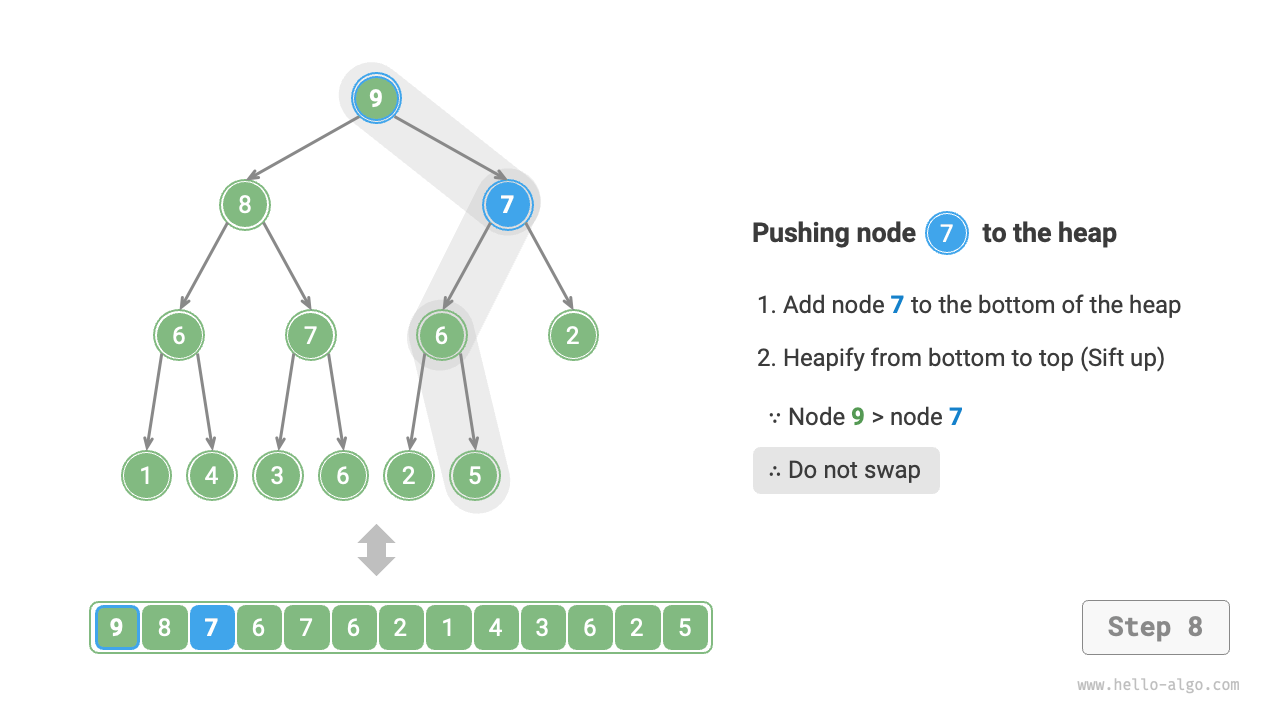 9
8 7
6 7 6 2
1 4 3 6 2 5
9 8 7 6 7 6 2 1 4 3 6 2 5
Pushing node 7 to the heap
1. Add node 7 to the bottom of the heap
2. Heapify from bottom to top (Sift up)
∵ Node 9 > node 7
∴ Do not swap
Step 8
www.hello-algo.com